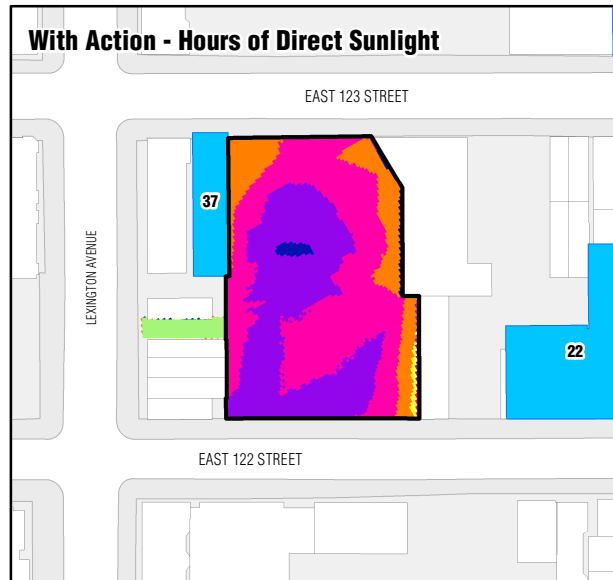 With Action - Hours of Direct Sunlight
EAST 123 STREET
37
LEXINGTON AVENUE
22
EAST 122 STREET